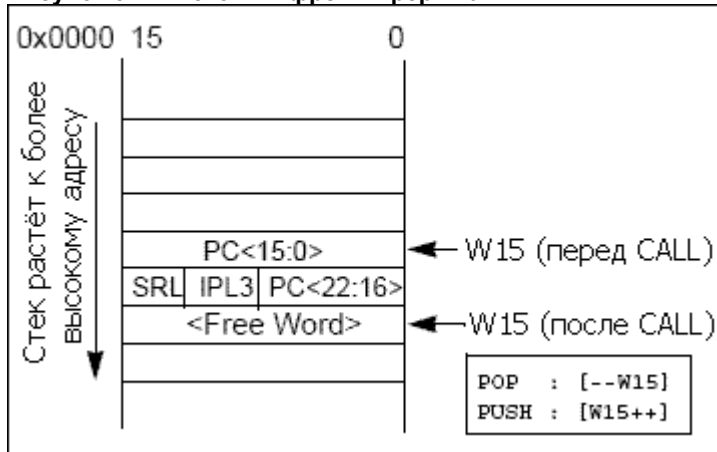 0x0000 15 0
Стек растёт к более
высокому адресу
PC<15:0>
W15 (перед CALL)
SRL IPL3 PC<22:16>
<Free Word>
W15 (после CALL)
POP : [--W15]
PUSH : [W15++]